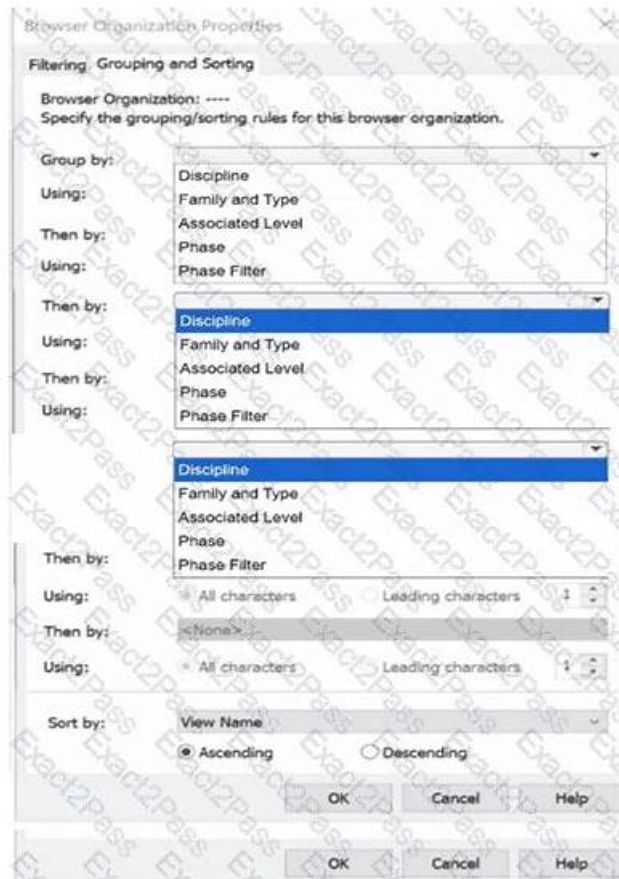 Browser Organization Properties
Filtering Grouping and Sorting
Browser Organization: ----
Specify the grouping/sorting rules for this browser organization.
Group by:
Discipline
Using:
Family and Type
Associated Level
Then by:
Phase
Using:
Phase Filter
Then by:
Discipline
Using:
Family and Type
Associated Level
Then by:
Phase
Using:
Phase Filter
Discipline
Family and Type
Associated Level
Phase
Then by:
Phase Filter
Using: All characters Leading characters 1
Then by: <None>
Using: All characters Leading characters 1
Sort by: View Name
Ascending Descending
OK Cancel Help
OK Cancel Help
Exact2Pass